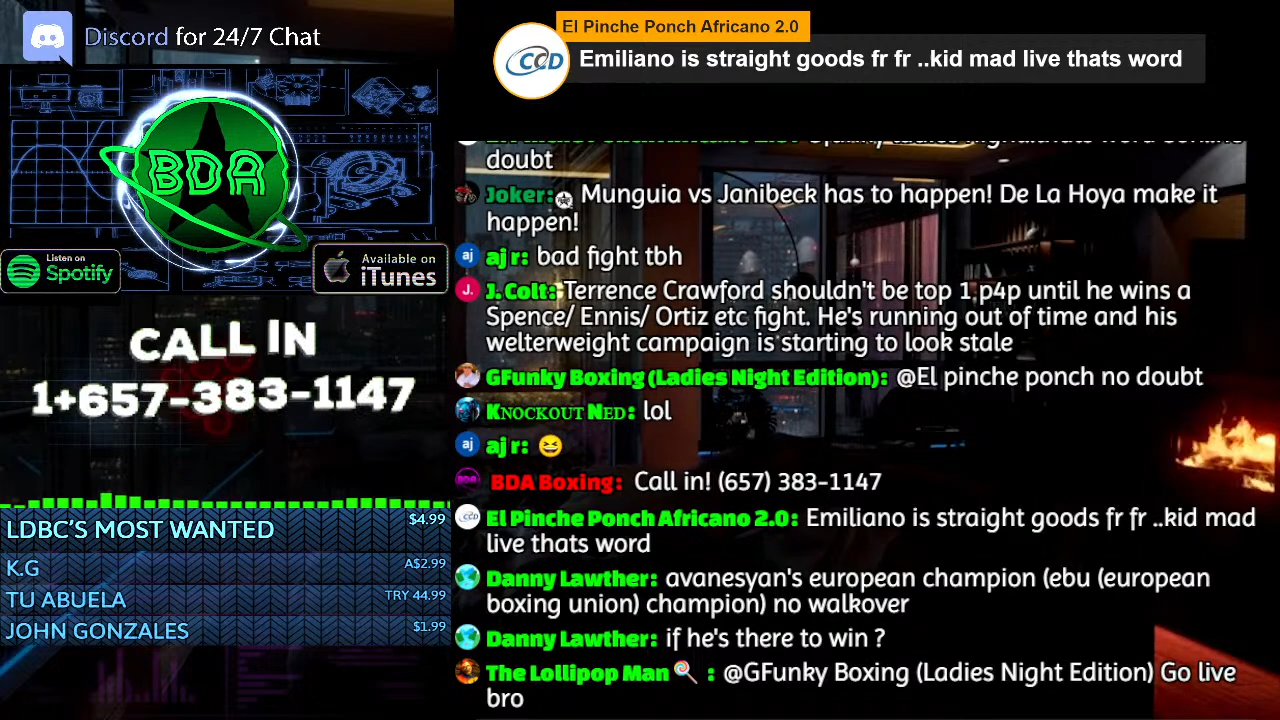 Discord for 24/7 Chat
BDA
Listen on
Spotify
Available on
iTunes
CALL IN
1+657-383-1147
LDBC'S MOST WANTED $4.99
K.G A$2.99
TU ABUELA TRY 44.99
JOHN GONZALES $1.99
El Pinche Ponch Africano 2.0
CCD
Emiliano is straight goods fr fr ..kid mad live thats word
doubt
Joker: Munguia vs Janibeck has to happen! De La Hoya make it
happen!
aj aj r: bad fight tbh
J. J. Colt: Terrence Crawford shouldn't be top 1 p4p until he wins a
Spence/ Ennis/ Ortiz etc fight. He's running out of time and his
welterweight campaign is starting to look stale
GFunky Boxing (Ladies Night Edition): @El pinche ponch no doubt
Knockout Ned: lol
aj aj r: 😆
BDA BDA Boxing: Call in! (657) 383-1147
CCD El Pinche Ponch Africano 2.0: Emiliano is straight goods fr fr ..kid mad
live thats word
Danny Lawther: avanesyan's european champion (ebu (european
boxing union) champion) no walkover
Danny Lawther: if he's there to win ?
The Lollipop Man🍭 : @GFunky Boxing (Ladies Night Edition) Go live
bro